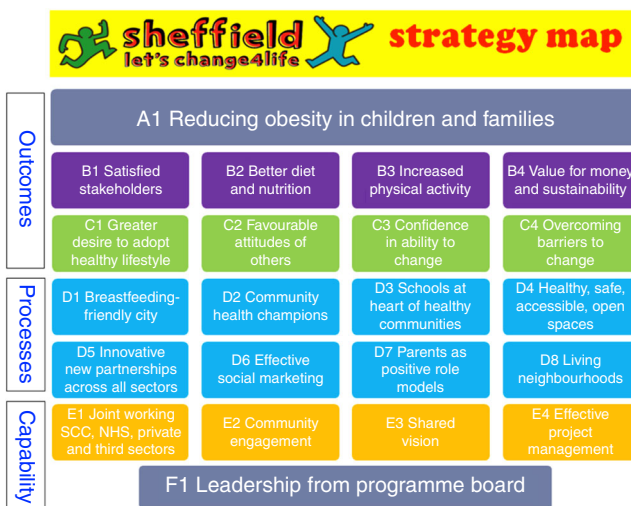 sheffield
let's change4life
strategy map
Outcomes
A1 Reducing obesity in children and families
B1 Satisfied
stakeholders
B2 Better diet
and nutrition
B3 Increased
physical activity
B4 Value for money
and sustainability
C1 Greater
desire to adopt
healthy lifestyle
C2 Favourable
attitudes of
others
C3 Confidence
in ability to
change
C4 Overcoming
barriers to
change
Processes
D1 Breastfeeding-
friendly city
D2 Community
health champions
D3 Schools at
heart of healthy
communities
D4 Healthy, safe,
accessible, open
spaces
D5 Innovative
new partnerships
across all sectors
D6 Effective
social marketing
D7 Parents as
positive role
models
D8 Living
neighbourhoods
Capability
E1 Joint working
SCC, NHS, private
and third sectors
E2 Community
engagement
E3 Shared
vision
E4 Effective
project
management
F1 Leadership from programme board